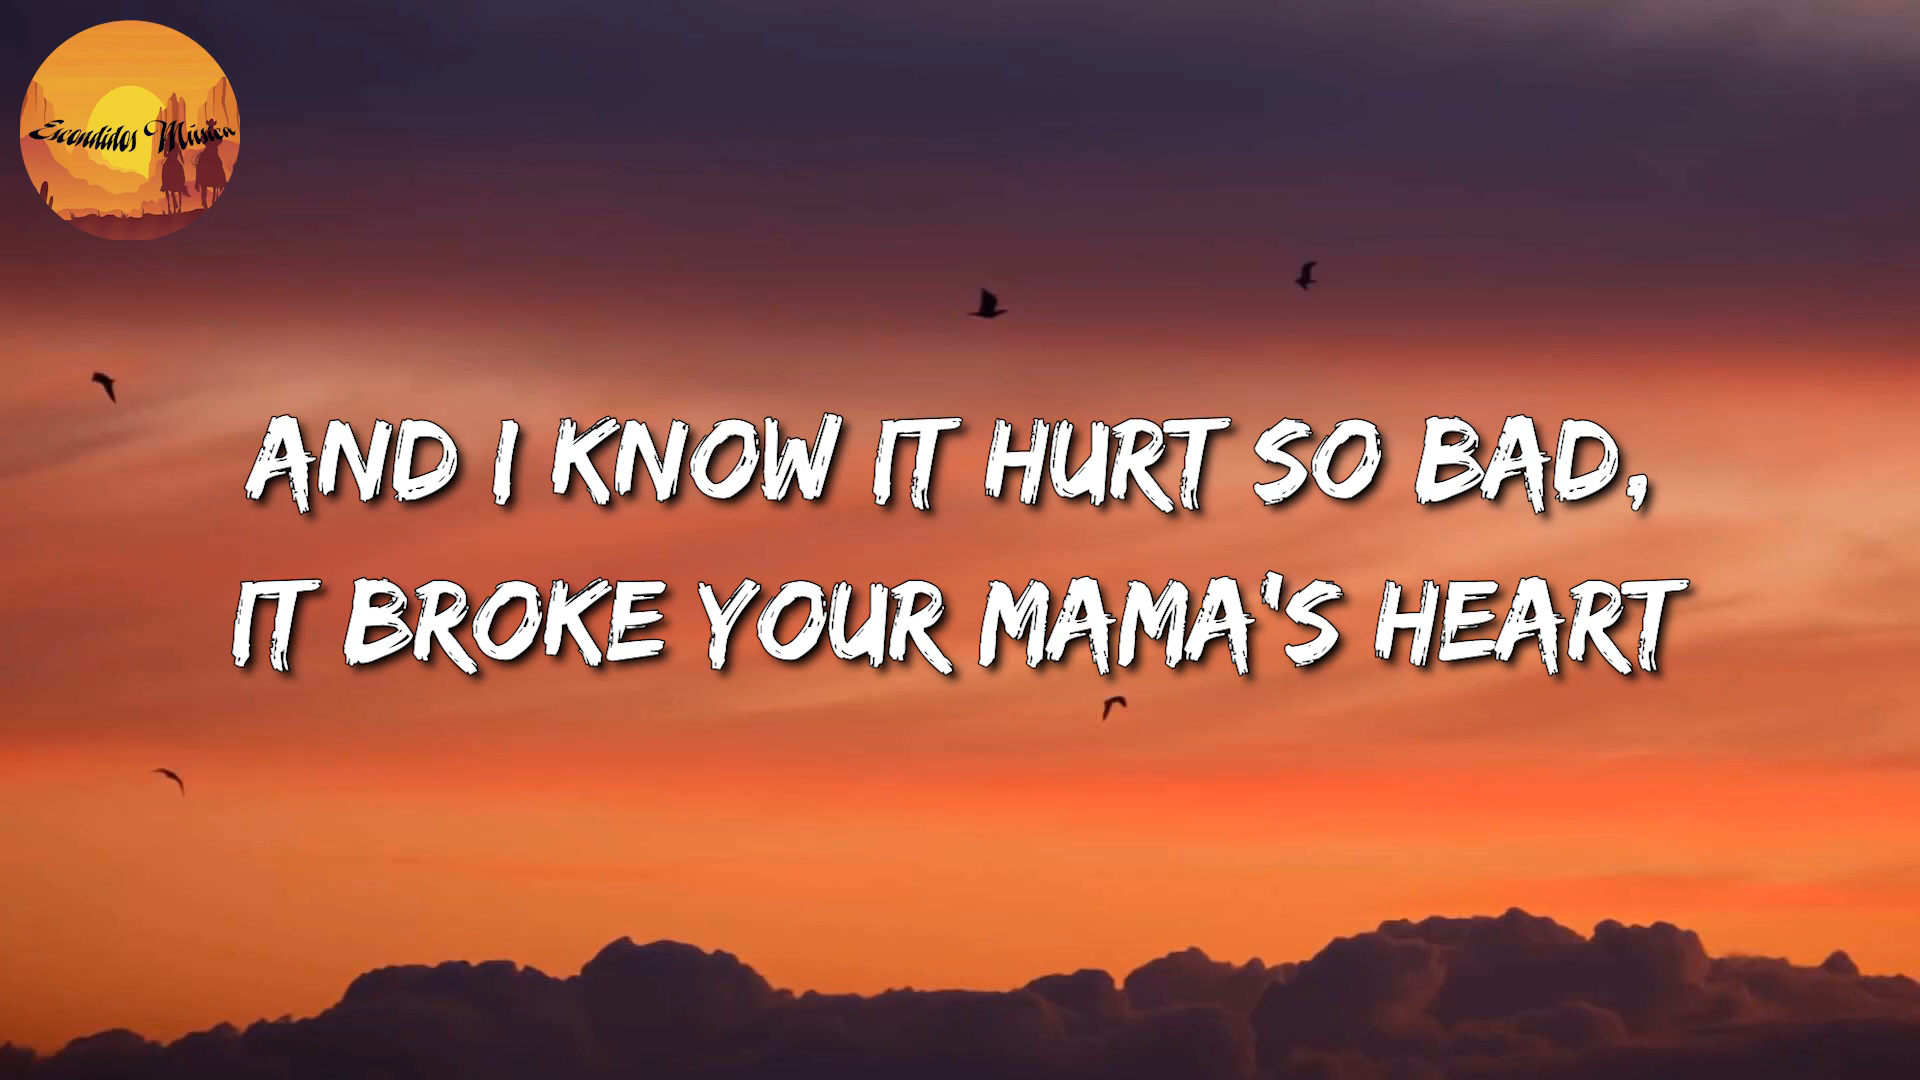 Escondidos Música
AND I KNOW IT HURT SO BAD,
IT BROKE YOUR MAMA'S HEART